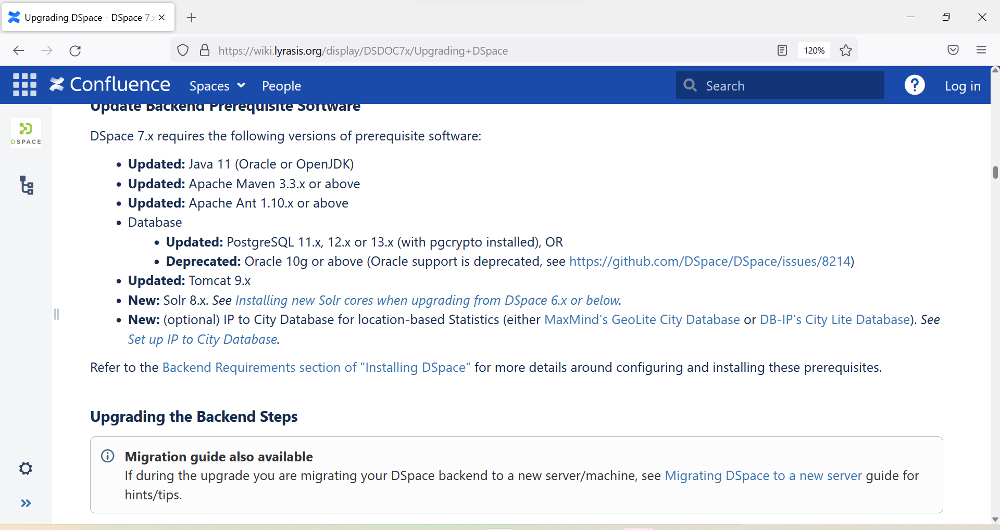 Upgrading DSpace - DSpace 7.x
https://wiki.lyrasis.org/display/DSDOC7x/Upgrading+DSpace
120%
Confluence
Spaces
People
Search
?
Log in
Update Backend Prerequisite Software
DSPACE
DSpace 7.x requires the following versions of prerequisite software:
• Updated: Java 11 (Oracle or OpenJDK)
• Updated: Apache Maven 3.3.x or above
• Updated: Apache Ant 1.10.x or above
• Database
• Updated: PostgreSQL 11.x, 12.x or 13.x (with pgcrypto installed), OR
• Deprecated: Oracle 10g or above (Oracle support is deprecated, see https://github.com/DSpace/DSpace/issues/8214)
• Updated: Tomcat 9.x
• New: Solr 8.x. See Installing new Solr cores when upgrading from DSpace 6.x or below.
• New: (optional) IP to City Database for location-based Statistics (either MaxMind's GeoLite City Database or DB-IP's City Lite Database). See
Set up IP to City Database.
Refer to the Backend Requirements section of "Installing DSpace" for more details around configuring and installing these prerequisites.
Upgrading the Backend Steps
Migration guide also available
If during the upgrade you are migrating your DSpace backend to a new server/machine, see Migrating DSpace to a new server guide for
hints/tips.